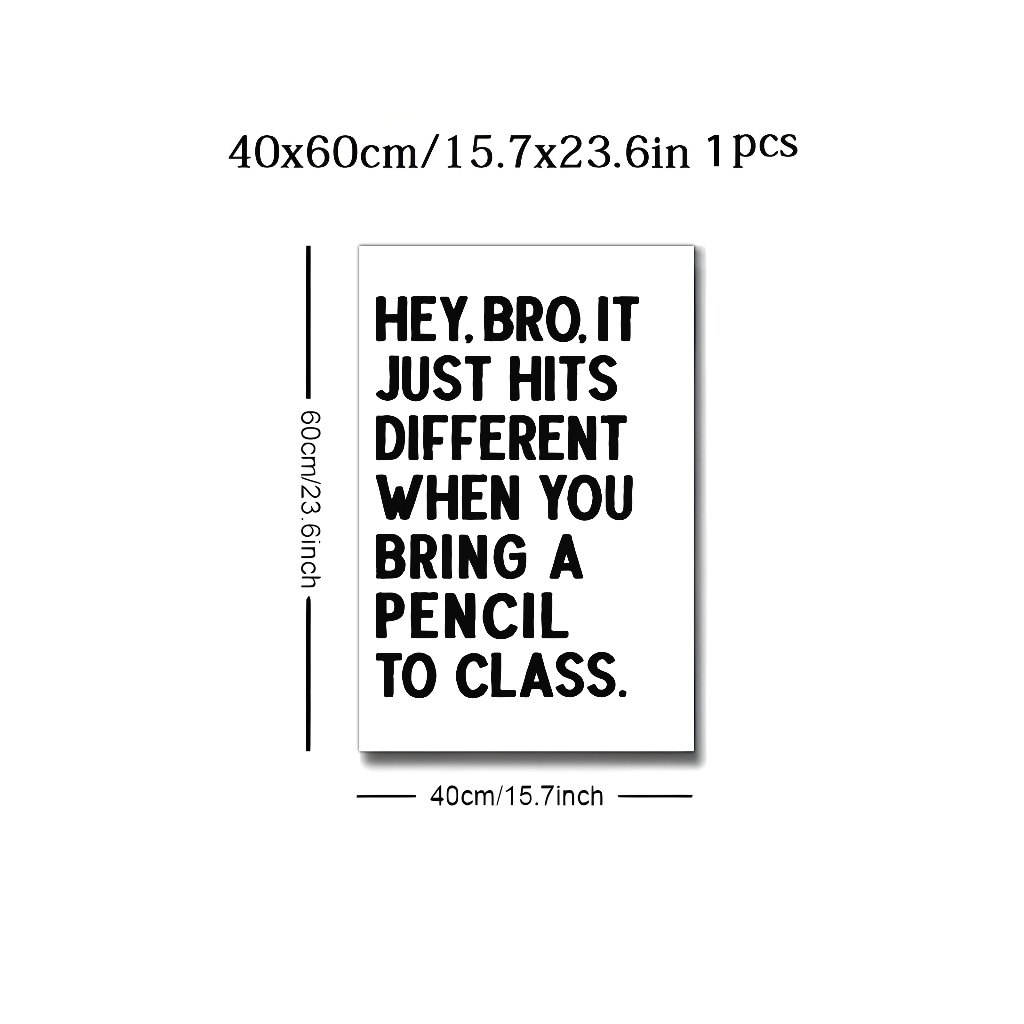 40x60cm/15.7x23.6in 1pcs
HEY, BRO, IT
JUST HITS
DIFFERENT
WHEN YOU
BRING A
PENCIL
TO CLASS.
60cm/23.6inch
40cm/15.7inch